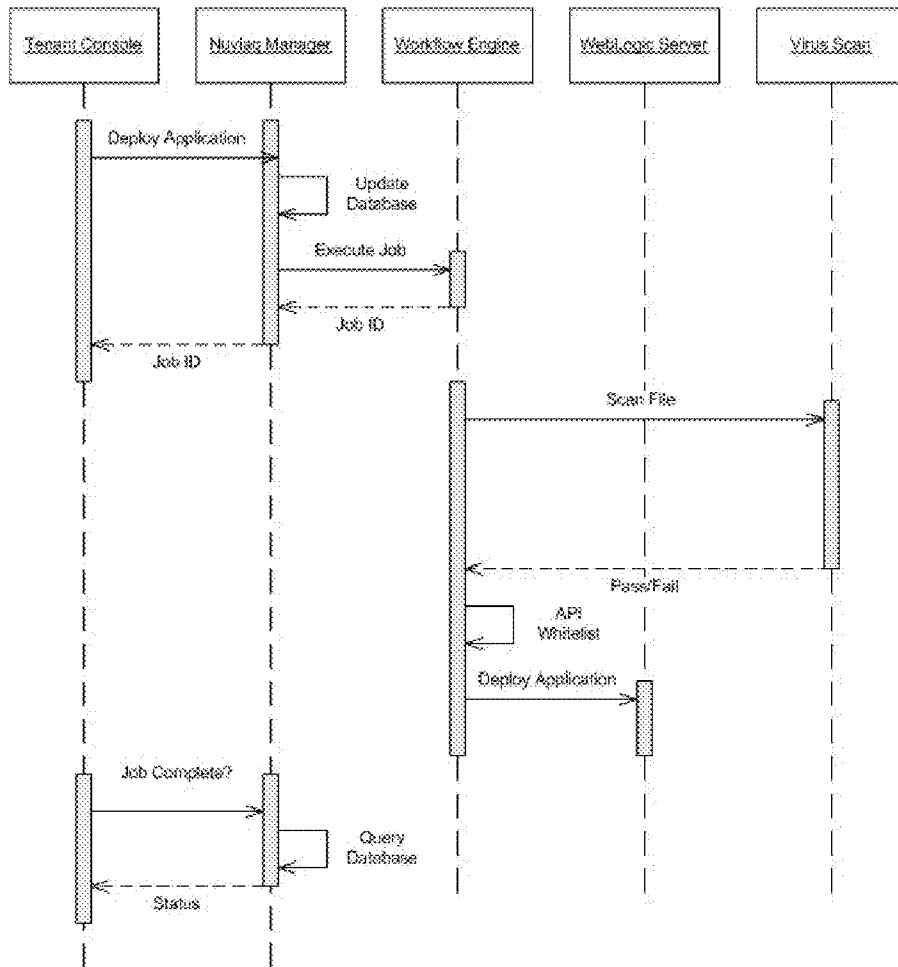 Tenant Console
Nuviaq Manager
Workflow Engine
WebLogic Server
Virus Scan
Deploy Application
Update
Database
Execute Job
Job ID
Job ID
Scan File
Pass/Fail
API
Whitelist
Deploy Application
Job Complete?
Query
Database
Status